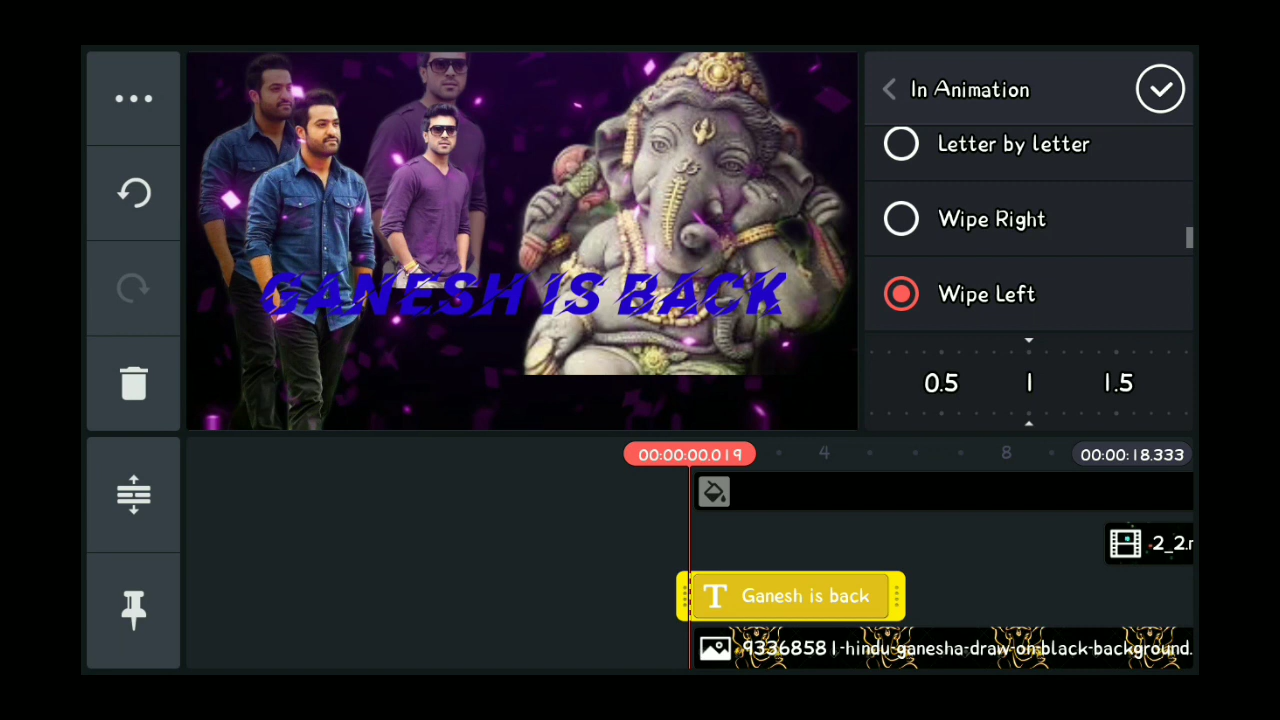 In Animation
Letter by letter
Wipe Right
Wipe Left
GANESH IS BACK
0.5 1 1.5
00:00:00.019 4 8 00:00:18.333
2_2.
Ganesh is back
93368581-hindu-ganesha-draw-on-black-background.